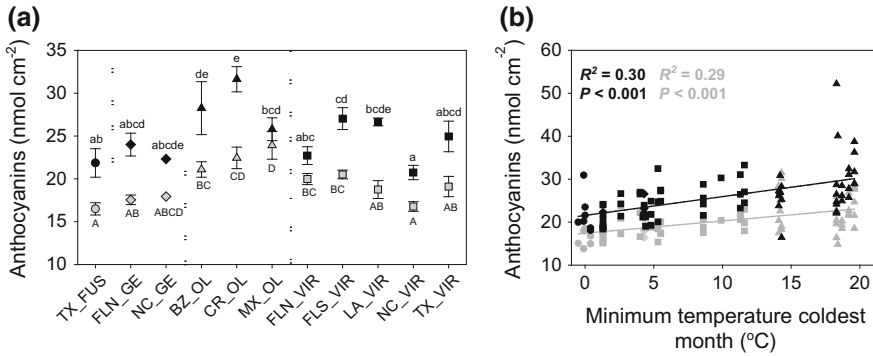 (a)
Anthocyanins (nmol cm⁻²)
35
30
25
20
15
10
ab
abcd
abcde
de
e
bcd
abc
cd
bcde
a
abcd
A
AB
ABCD
BC
CD
D
BC
BC
AB
A
AB
TX_FUS
FLN_GE
NC_GE
BZ_OL
CR_OL
MX_OL
FLN_VIR
FLS_VIR
LA_VIR
NC_VIR
TX_VIR
(b)
Anthocyanins (nmol cm⁻²)
60
50
40
30
20
10
R² = 0.30 R² = 0.29
P < 0.001 P < 0.001
0 5 10 15 20
Minimum temperature coldest
month (°C)